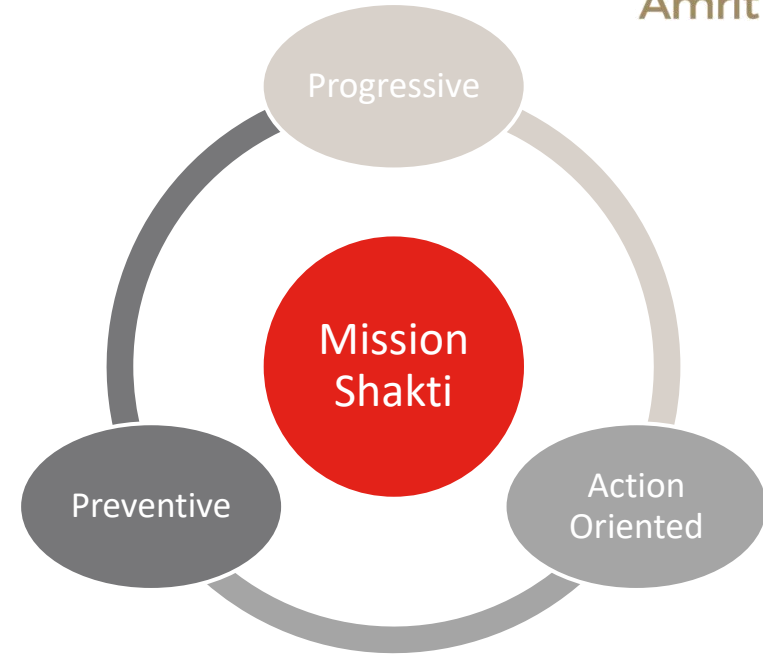 Amrit
Progressive
Mission
Shakti
Preventive
Action
Oriented